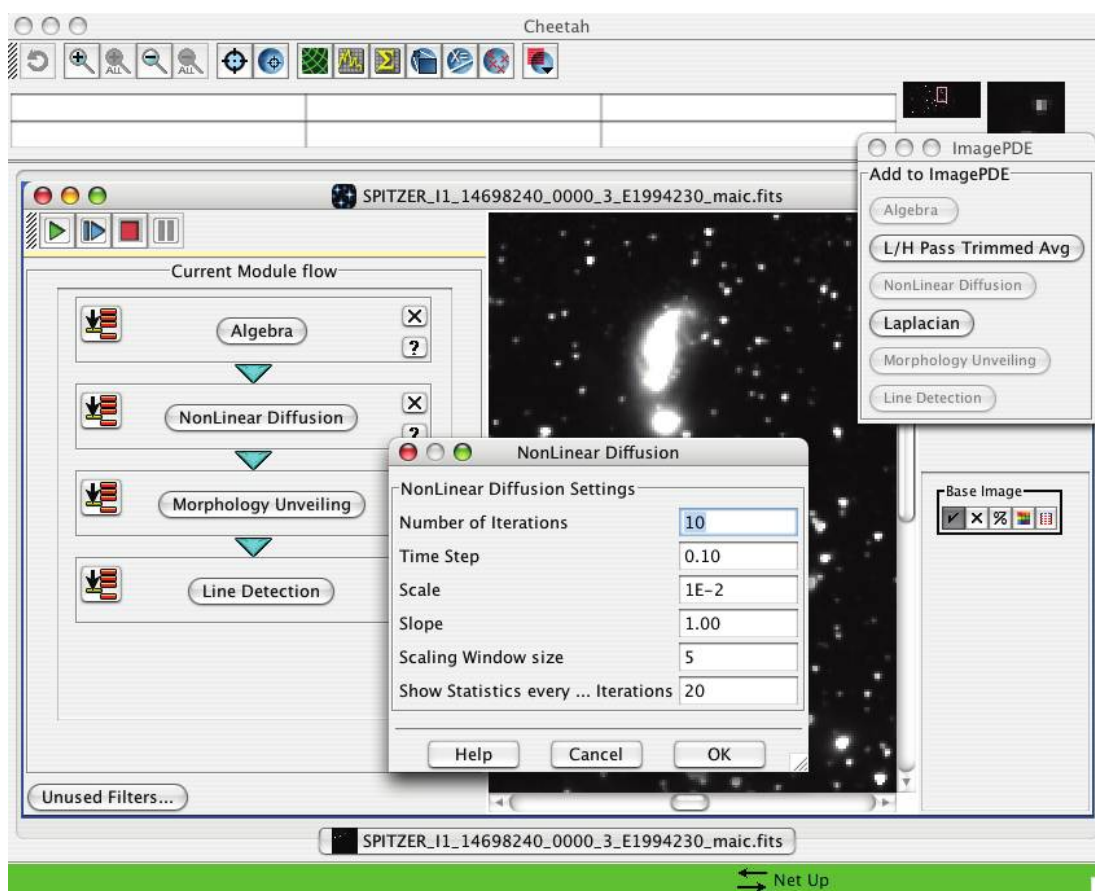 Cheetah
ALL ALL
ImagePDE
Add to ImagePDE
Algebra
L/H Pass Trimmed Avg
NonLinear Diffusion
Laplacian
Morphology Unveiling
Line Detection
SPITZER_I1_14698240_0000_3_E1994230_maic.fits
Current Module flow
Algebra
NonLinear Diffusion
Morphology Unveiling
Line Detection
Unused Filters...
NonLinear Diffusion
NonLinear Diffusion Settings
Number of Iterations 10
Time Step 0.10
Scale 1E-2
Slope 1.00
Scaling Window size 5
Show Statistics every ... Iterations 20
Help Cancel OK
Base Image
SPITZER_I1_14698240_0000_3_E1994230_maic.fits
Net Up